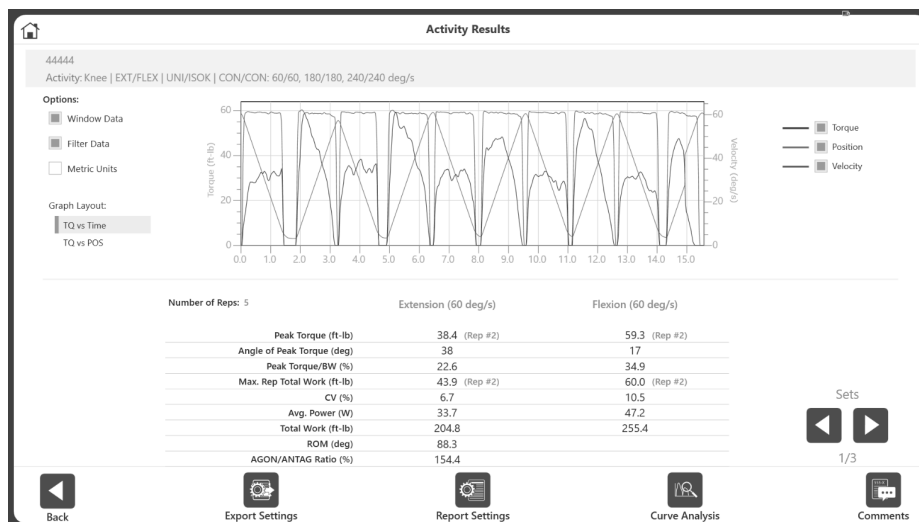 Activity Results
44444
Activity: Knee | EXT/FLEX | UNI/ISOK | CON/CON: 60/60, 180/180, 240/240 deg/s
Options:
Window Data
Filter Data
Metric Units
Graph Layout:
TQ vs Time
TQ vs POS
Torque (ft-lb)
60
40
20
0
0.0 1.0 2.0 3.0 4.0 5.0 6.0 7.0 8.0 9.0 10.0 11.0 12.0 13.0 14.0 15.0
60
40
20
0
Velocity (deg/s)
Torque
Position
Velocity
Number of Reps: 5 Extension (60 deg/s) Flexion (60 deg/s)
Peak Torque (ft-lb) 38.4 (Rep #2) 59.3 (Rep #2)
Angle of Peak Torque (deg) 38 17
Peak Torque/BW (%) 22.6 34.9
Max. Rep Total Work (ft-lb) 43.9 (Rep #2) 60.0 (Rep #2)
CV (%) 6.7 10.5
Avg. Power (W) 33.7 47.2
Total Work (ft-lb) 204.8 255.4
ROM (deg) 88.3
AGON/ANTAG Ratio (%) 154.4
Sets
1/3
Back Export Settings Report Settings Curve Analysis Comments